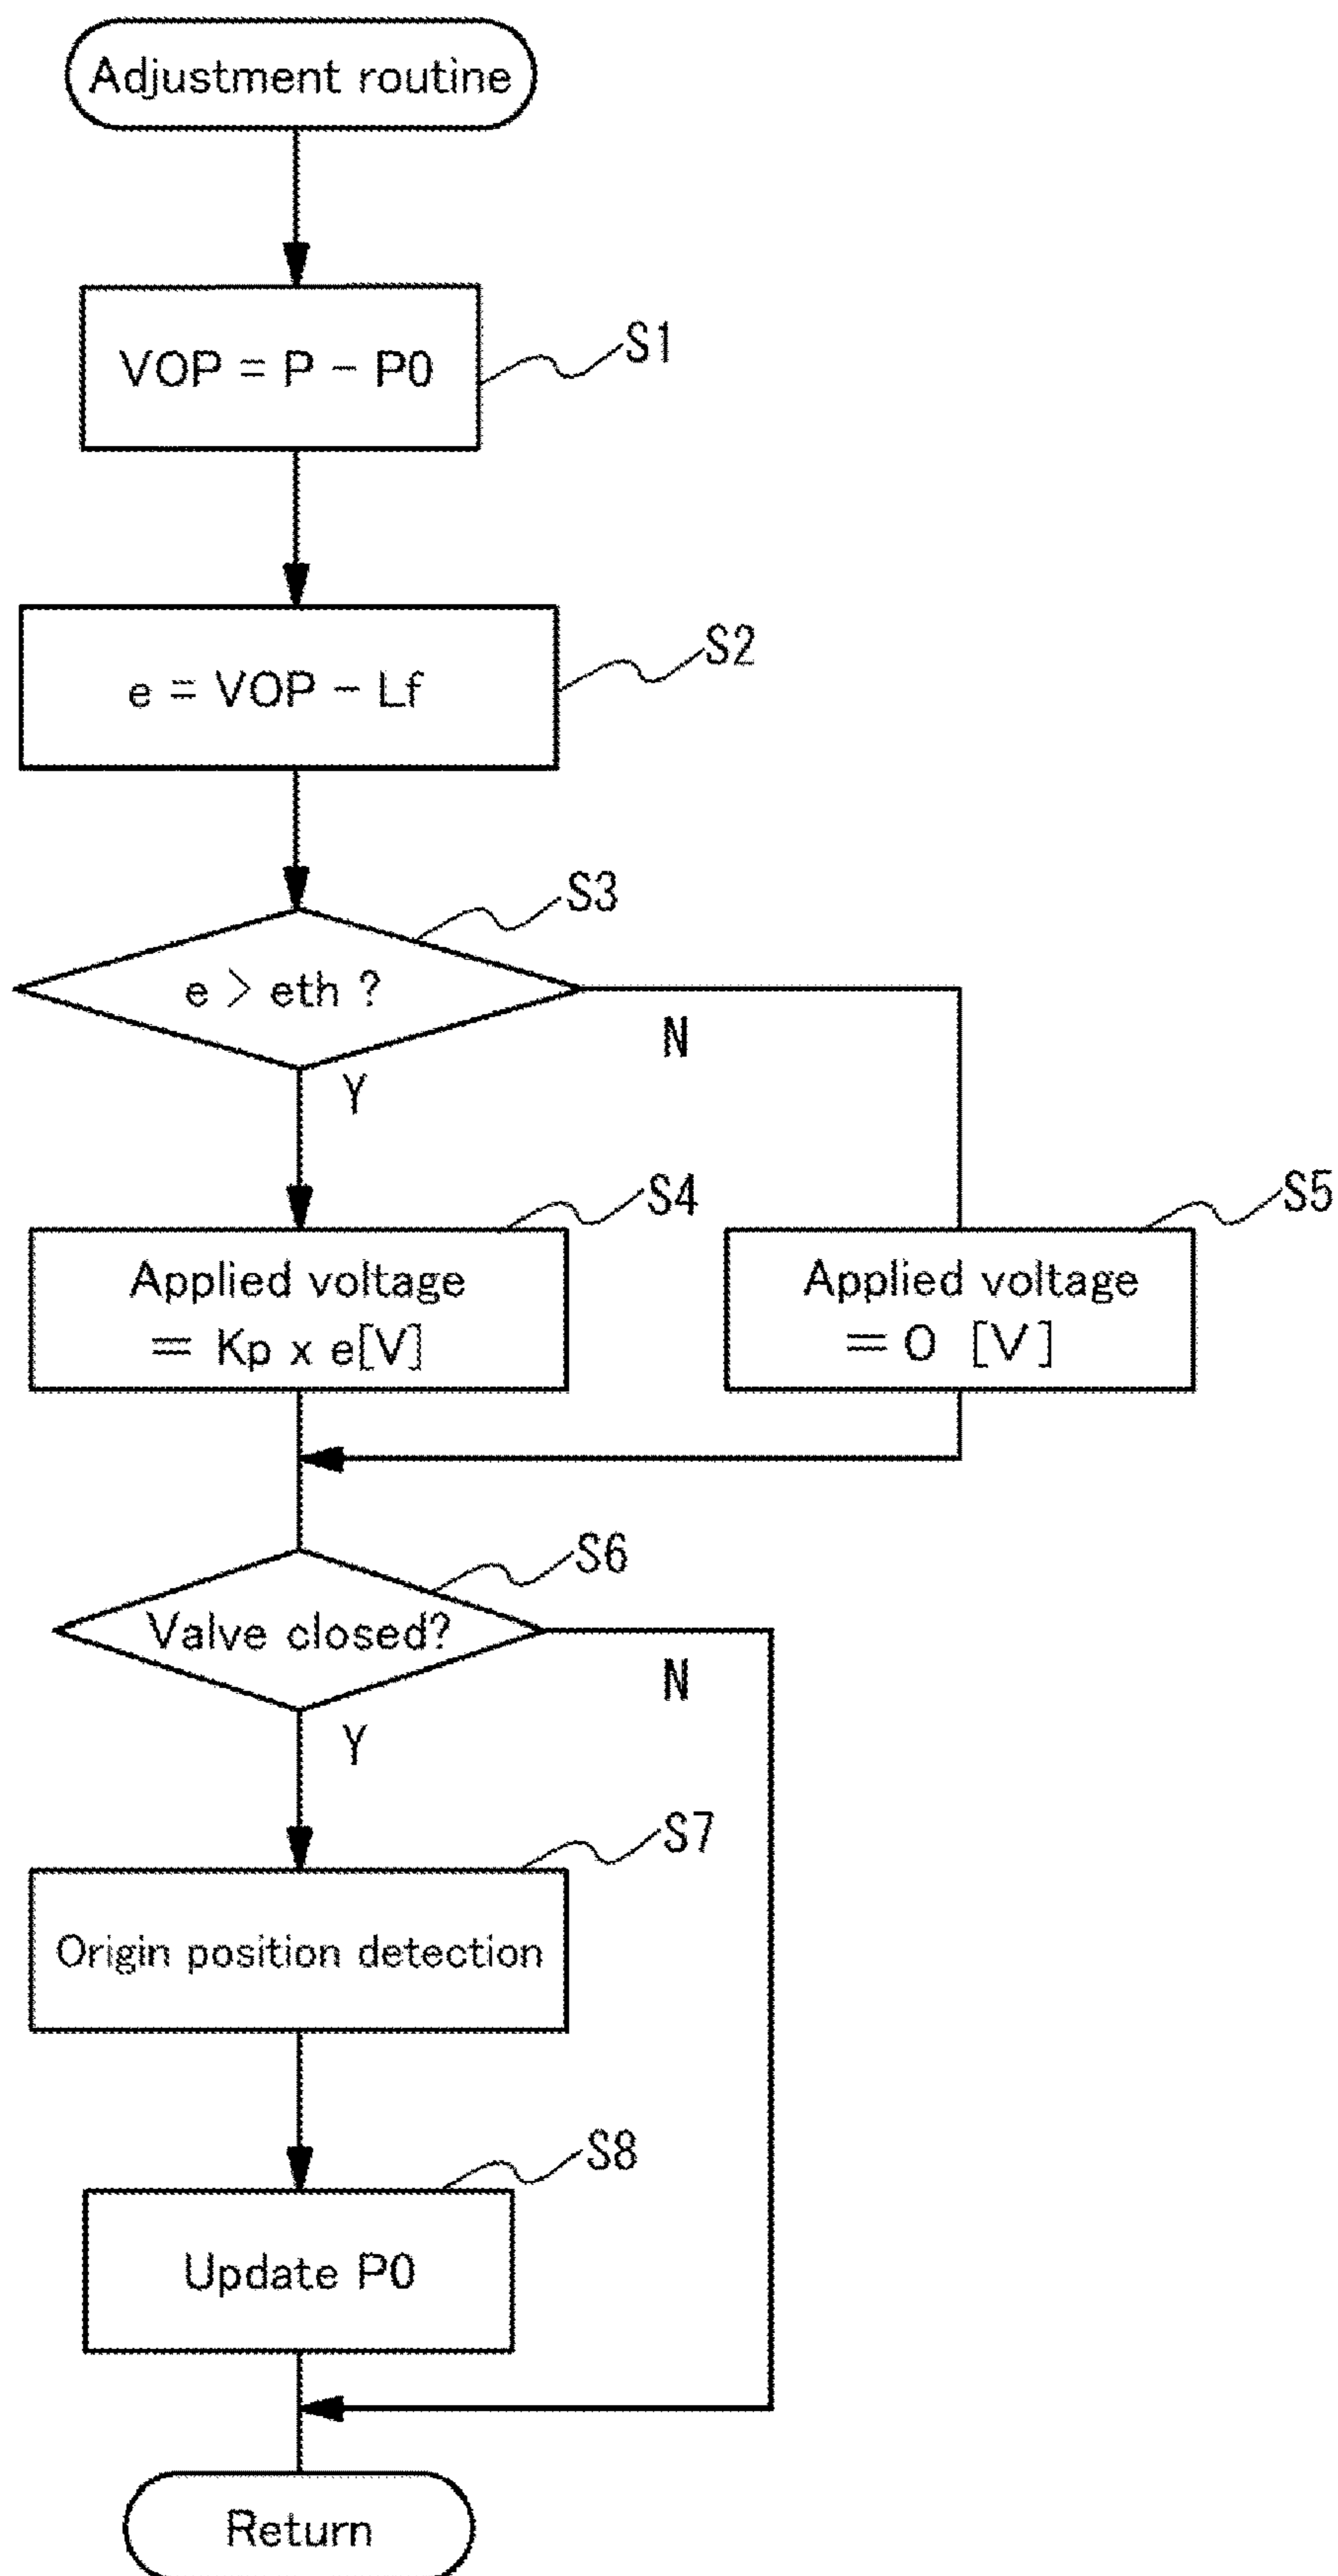 Adjustment routine
VOP = P - P0
S1
e = VOP - Lf
S2
S3
e > eth ?
N
Y
S4
Applied voltage
= Kp x e[V]
S5
Applied voltage
= 0 [V]
S6
Valve closed?
N
Y
S7
Origin position detection
S8
Update P0
Return